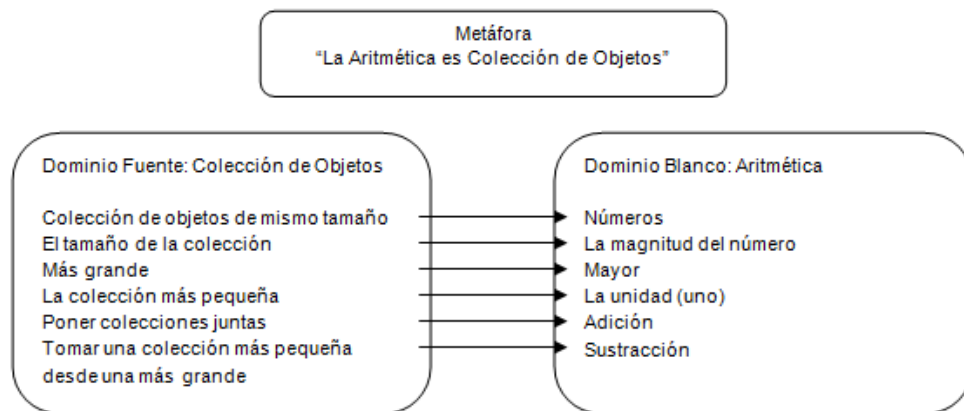 Metáfora
“La Aritmética es Colección de Objetos”
Dominio Fuente: Colección de Objetos
Colección de objetos de mismo tamaño
El tamaño de la colección
Más grande
La colección más pequeña
Poner colecciones juntas
Tomar una colección más pequeña
desde una más grande
Dominio Blanco: Aritmética
Números
La magnitud del número
Mayor
La unidad (uno)
Adición
Sustracción